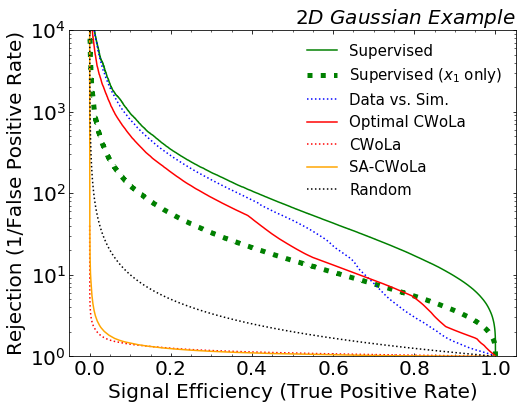 2D Gaussian Example
Rejection (1/False Positive Rate)
10^4
10^3
10^2
10^1
10^0
Supervised
Supervised (x_1 only)
Data vs. Sim.
Optimal CWoLa
CWoLa
SA-CWoLa
Random
0.0 0.2 0.4 0.6 0.8 1.0
Signal Efficiency (True Positive Rate)